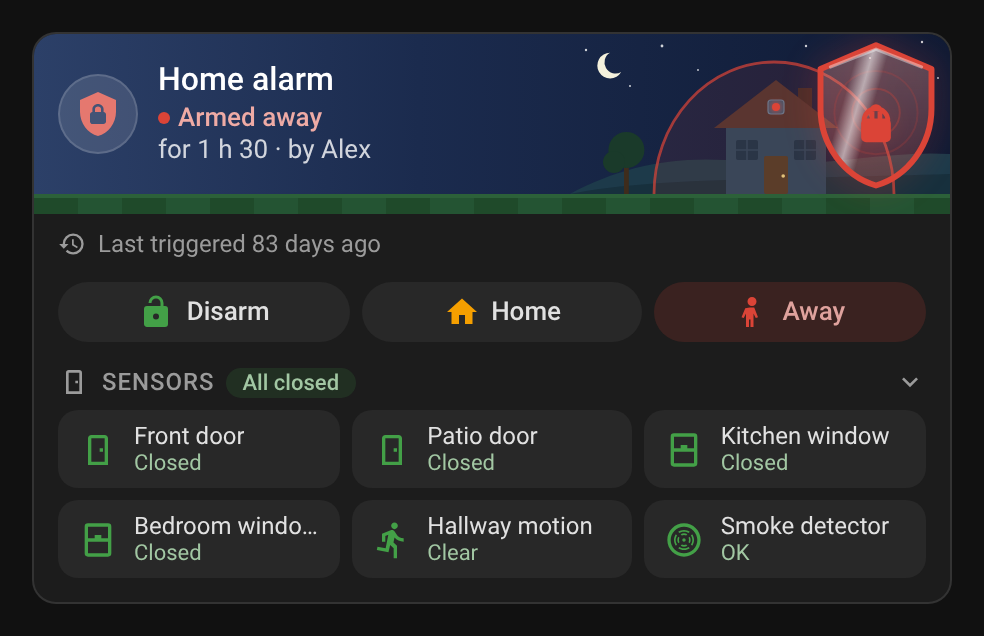 Home alarm
Armed away
for 1 h 30 · by Alex
Last triggered 83 days ago
Disarm
Home
Away
SENSORS
All closed
Front door
Closed
Patio door
Closed
Kitchen window
Closed
Bedroom windo...
Closed
Hallway motion
Clear
Smoke detector
OK